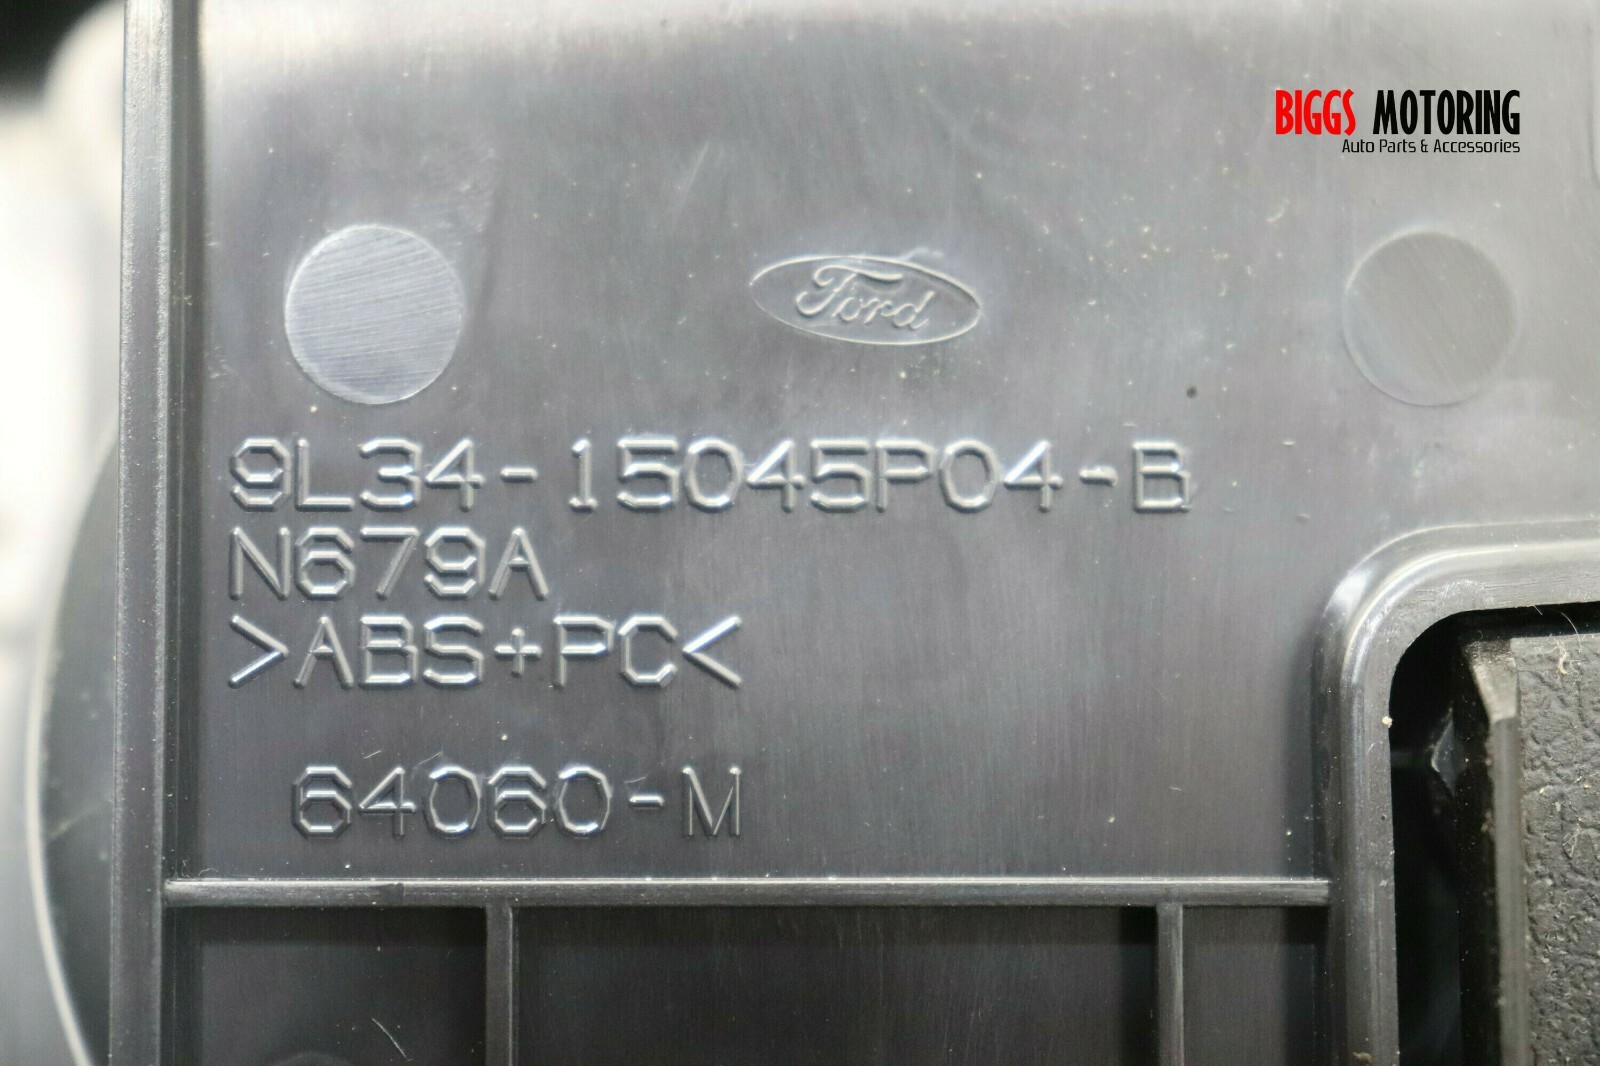 BIGGS MOTORING
Auto Parts & Accessories
Ford
9L34-15045P04-B
N679A
>ABS+PC<
64060-M